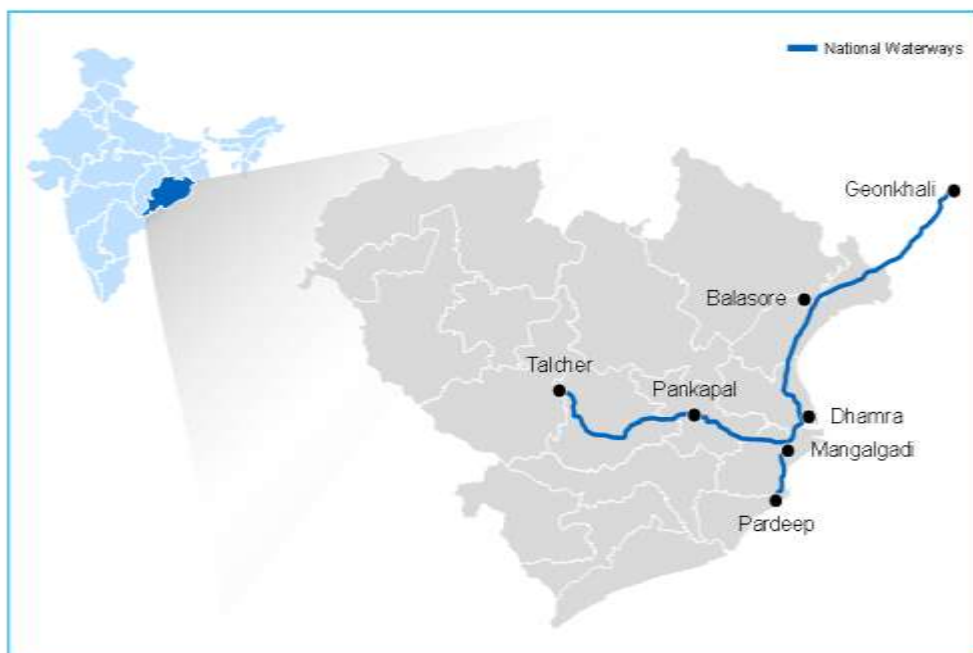 National Waterways
Geonkhali
Balasore
Talcher
Pankapal
Dhamra
Mangalgadi
Pardeep